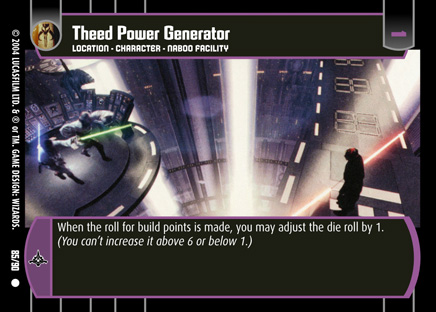 Theed Power Generator
LOCATION - CHARACTER - NABOO FACILITY
When the roll for build points is made, you may adjust the die roll by 1.
(You can't increase it above 6 or below 1.)
© 2004 LUCASFILM LTD. & ® or TM. GAME DESIGN: WIZARDS.
85/90